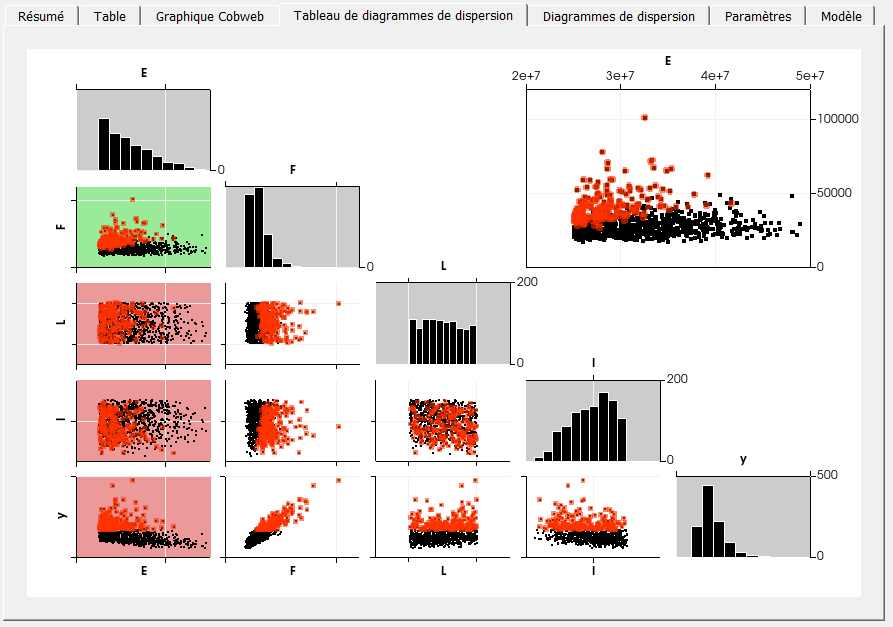 Résumé Table Graphique Cobweb Tableau de diagrammes de dispersion Diagrammes de dispersion Paramètres Modèle
E
E
2e+7 3e+7 4e+7 5e+7
100000
50000
0
0
F
F
0
L
200
L
0
I
200
I
0
y
500
y
0
E F L I